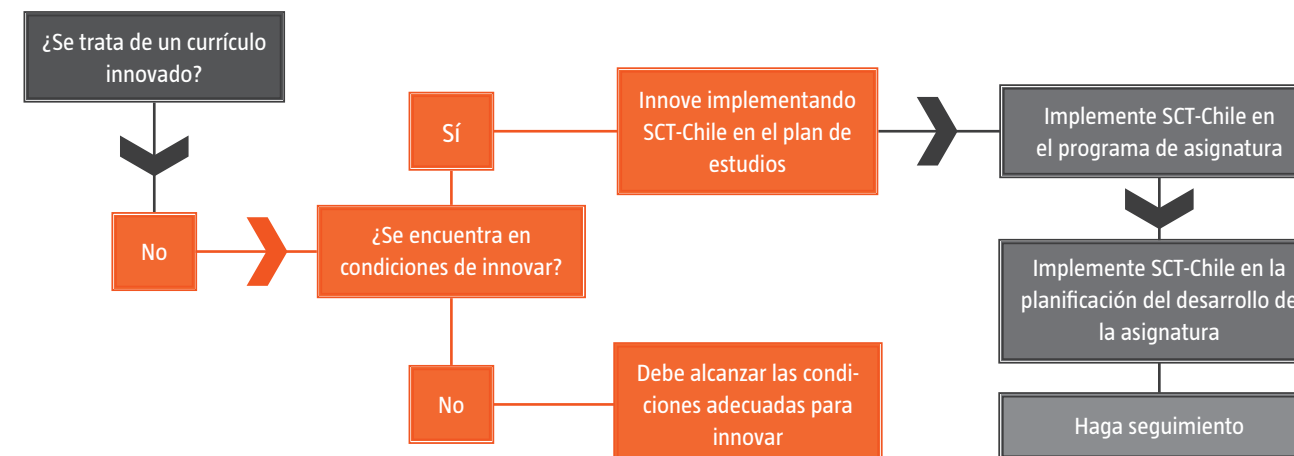 ¿Se trata de un currículo
innovado?
No
¿Se encuentra en
condiciones de innovar?
Sí
Innove implementando
SCT-Chile en el plan de
estudios
Implemente SCT-Chile en
el programa de asignatura
Implemente SCT-Chile en la
planificación del desarrollo de
la asignatura
Haga seguimiento
No
Debe alcanzar las condi-
ciones adecuadas para
innovar